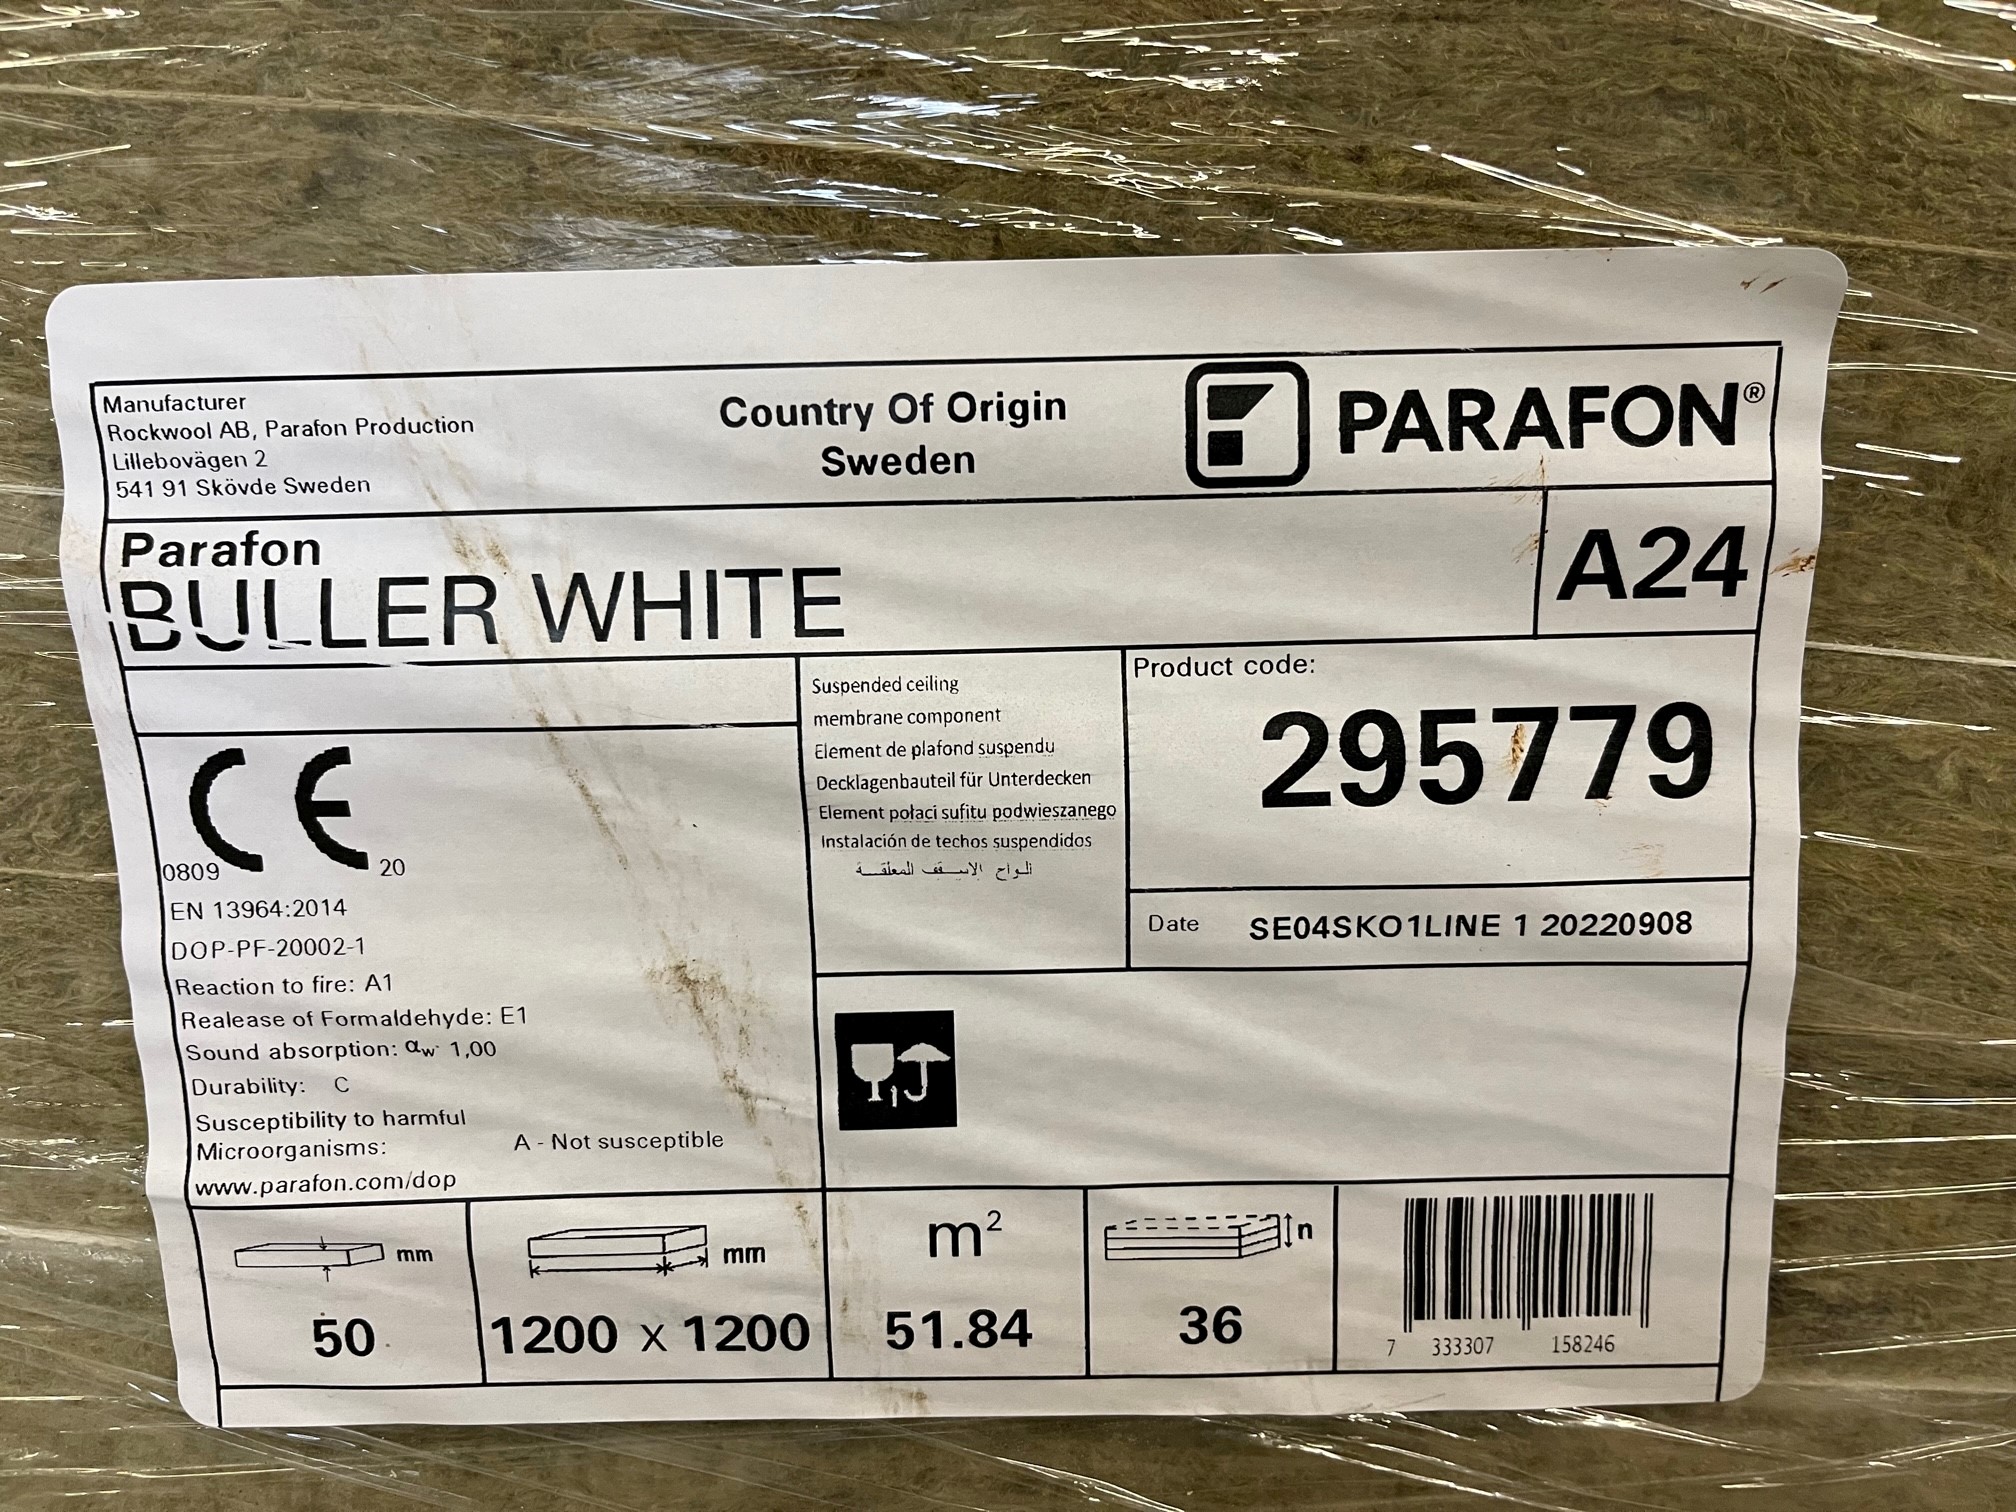 Manufacturer
Rockwool AB, Parafon Production
Lillebovägen 2
541 91 Skövde Sweden
Country Of Origin
Sweden
PARAFON®
Parafon
BULLER WHITE
A24
Suspended ceiling
membrane component
Element de plafond suspendu
Decklagenbauteil für Unterdecken
Element połaci sufitu podwieszanego
Instalación de techos suspendidos
الواح الاسقف المعلقة
Product code:
295779
Date SE04SKO1LINE 1 20220908
CE
0809 20
EN 13964:2014
DOP-PF-20002-1
Reaction to fire: A1
Realease of Formaldehyde: E1
Sound absorption: αw 1,00
Durability: C
Susceptibility to harmful
Microorganisms: A - Not susceptible
www.parafon.com/dop
mm
50
mm
1200 x 1200
m²
51.84
n
36
7 333307 158246